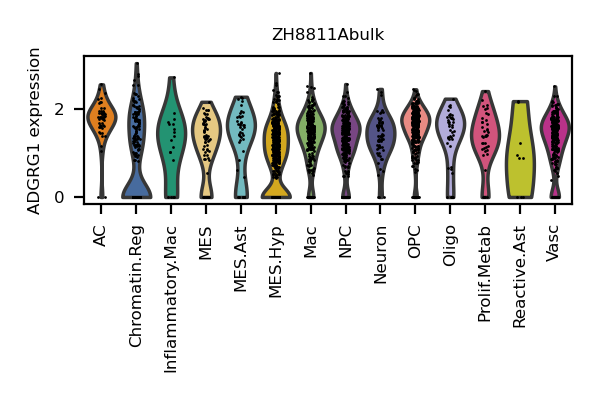 ZH8811Abulk
ADGRG1 expression
2
0
AC
Chromatin.Reg
Inflammatory.Mac
MES
MES.Ast
MES.Hyp
Mac
NPC
Neuron
OPC
Oligo
Prolif.Metab
Reactive.Ast
Vasc